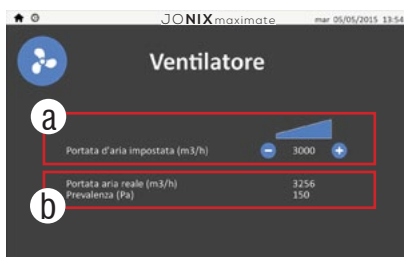 JONIXmaximate mar 05/05/2015 13:54
Ventilatore
a
Portata d'aria impostata (m3/h) 3000
b
Portata aria reale (m3/h) 3256
Prevalenza (Pa) 150